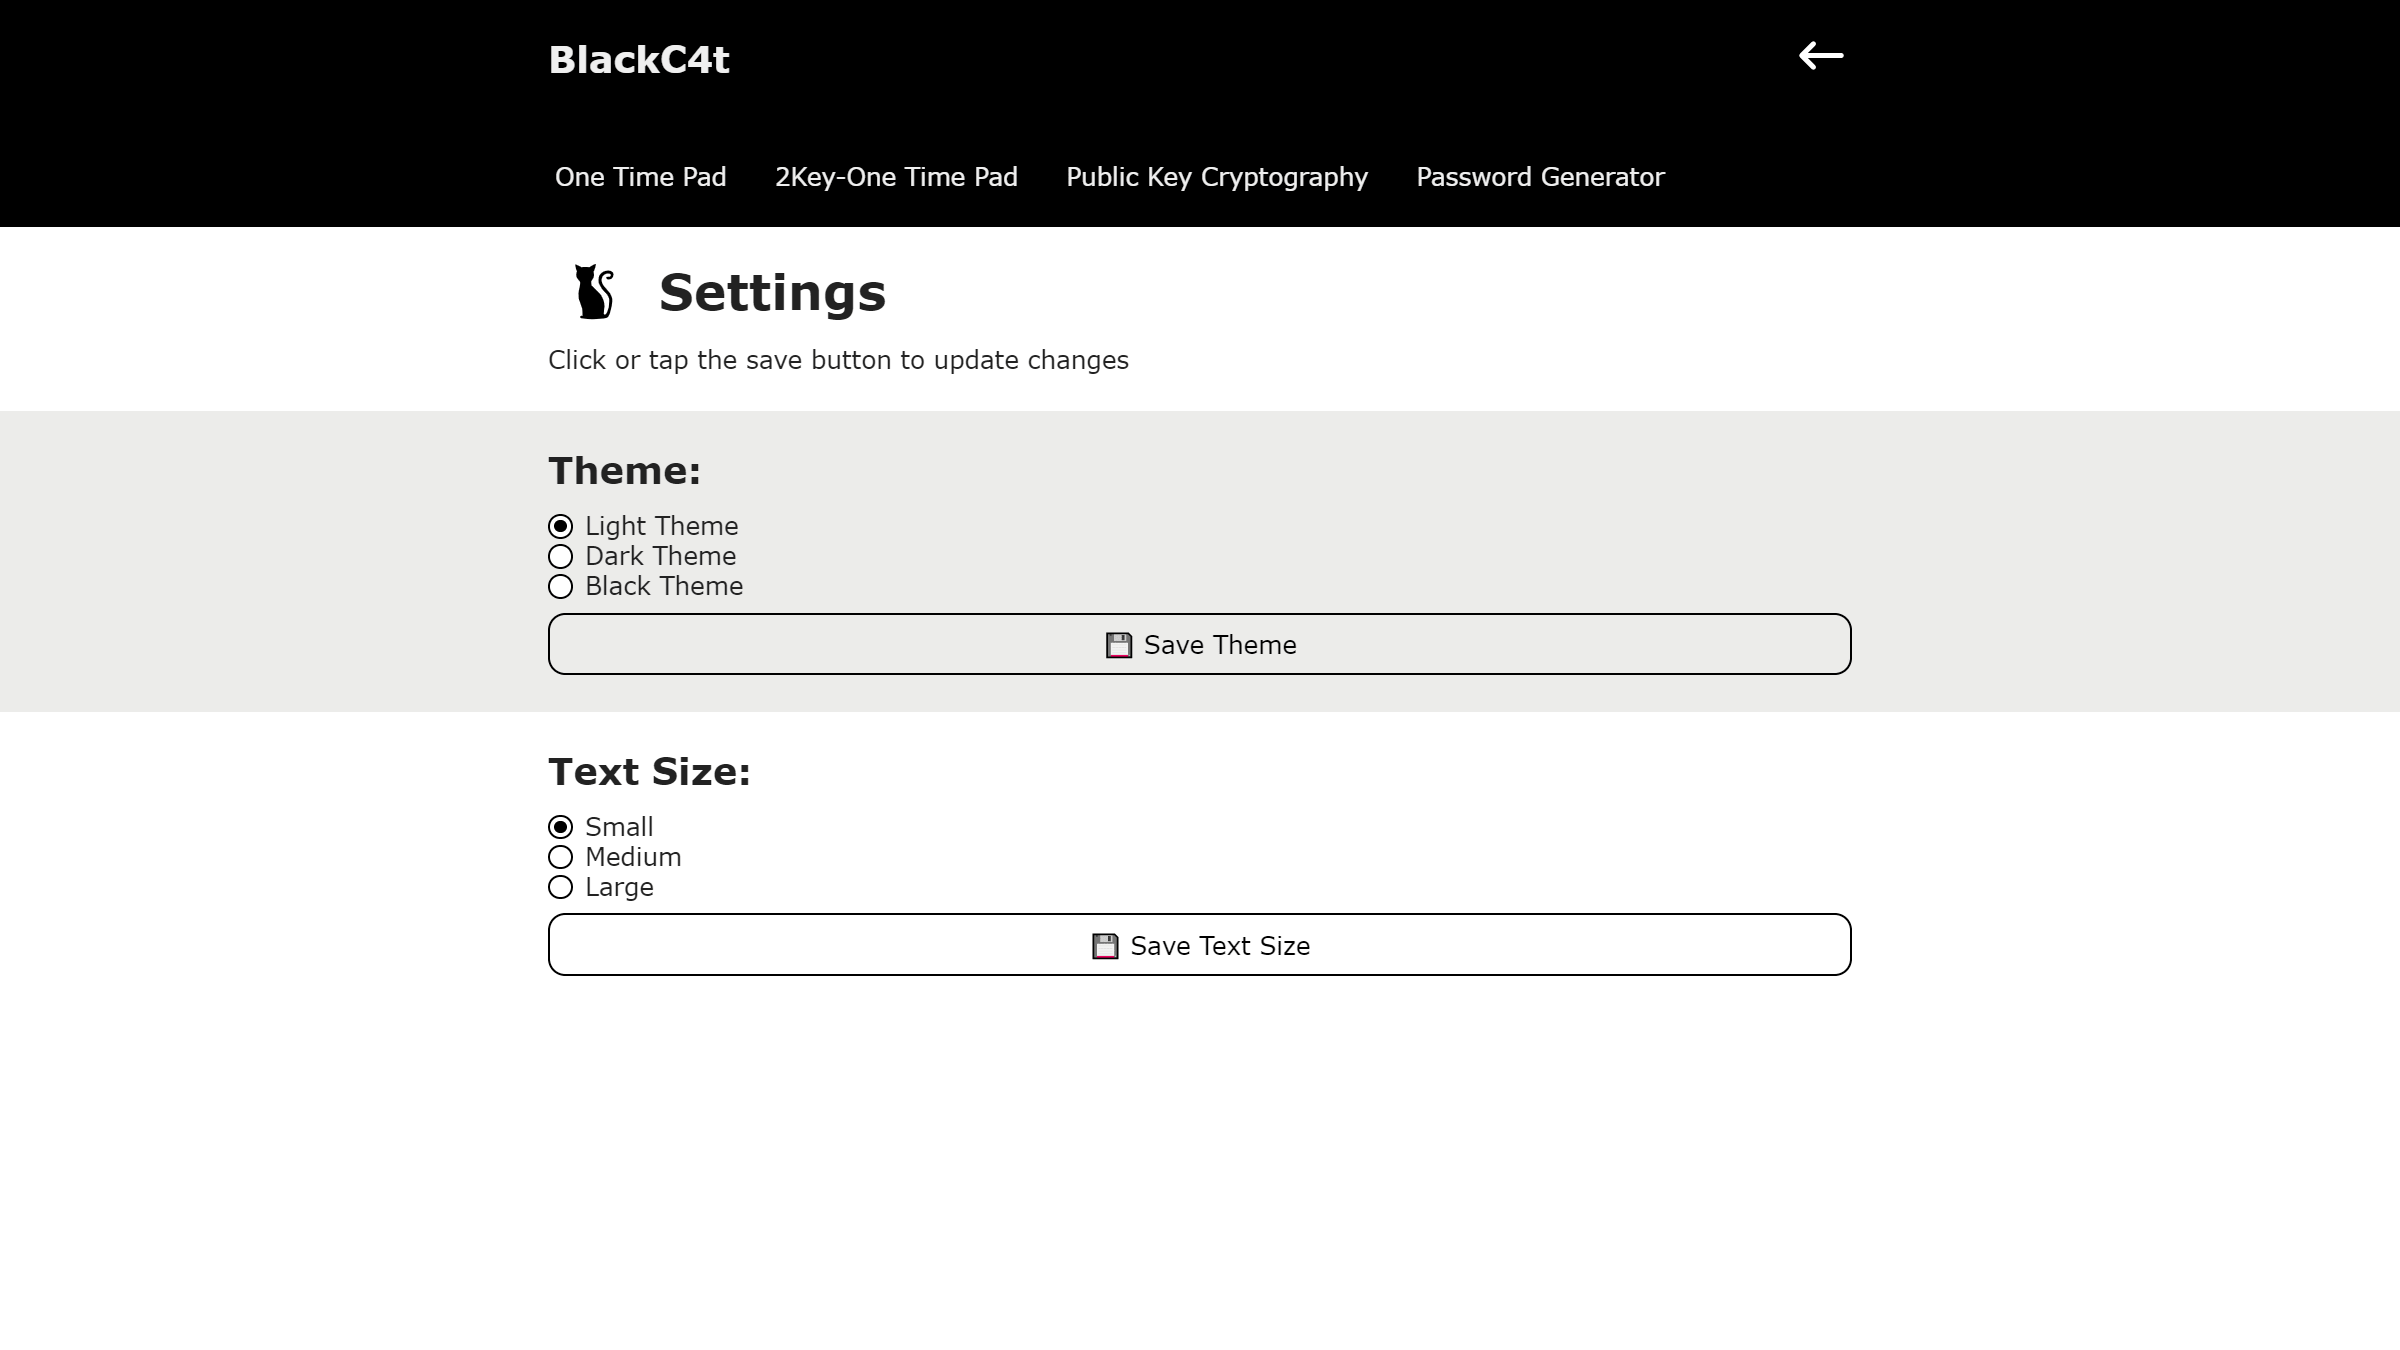 BlackC4t
One Time Pad 2Key-One Time Pad Public Key Cryptography Password Generator
Settings
Click or tap the save button to update changes
Theme:
Light Theme
Dark Theme
Black Theme
Save Theme
Text Size:
Small
Medium
Large
Save Text Size